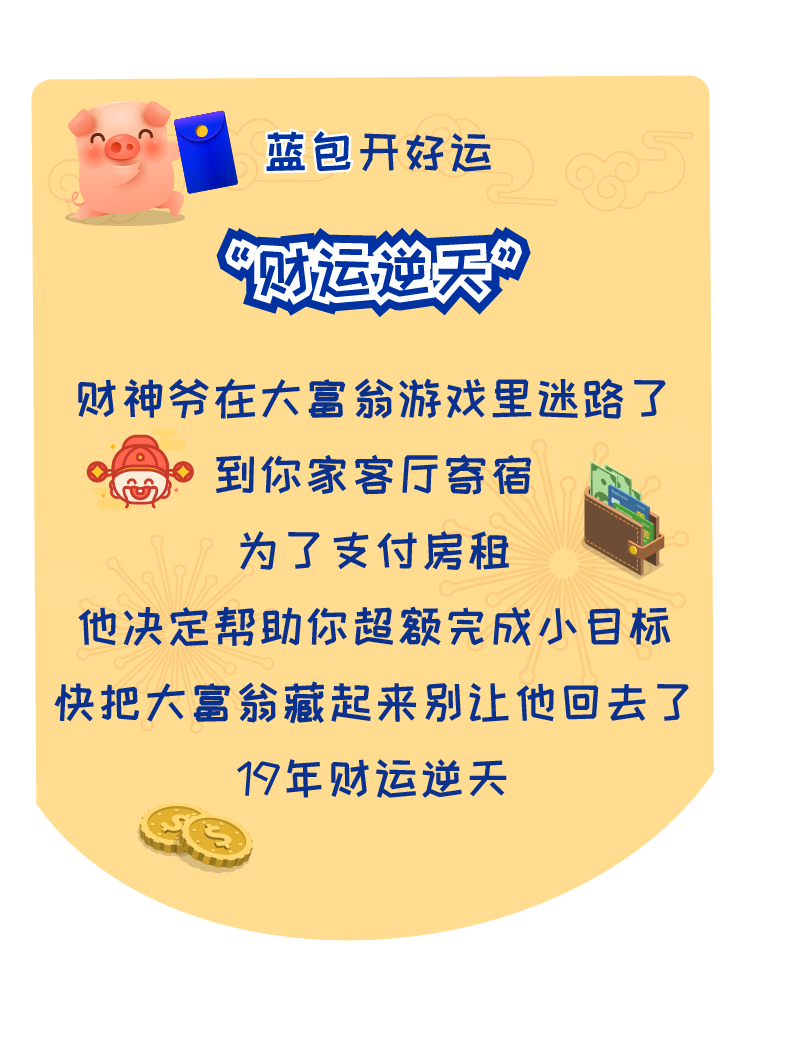 蓝包开好运
“财运逆天”
财神爷在大富翁游戏里迷路了
到你家客厅寄宿
为了支付房租
他决定帮助你超额完成小目标
快把大富翁藏起来别让他回去了
19年财运逆天